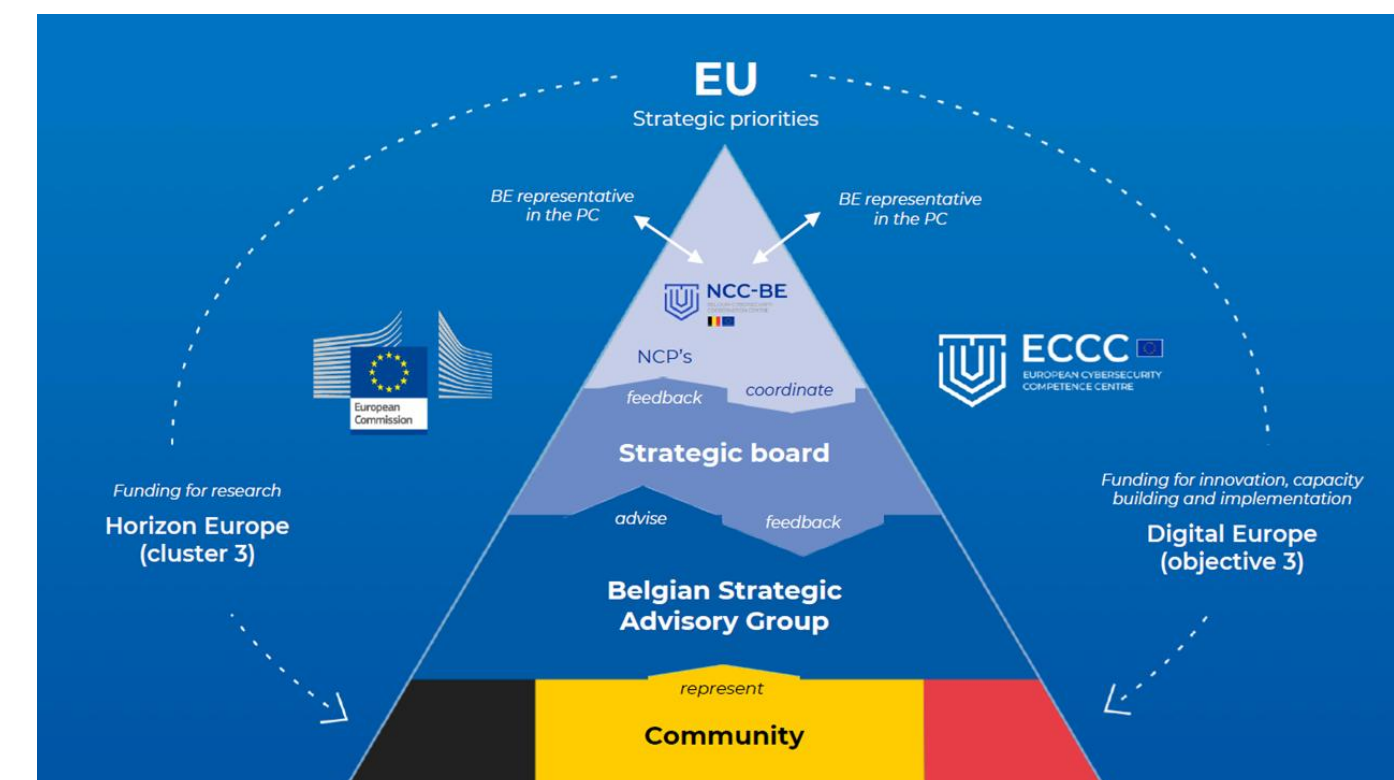 EU
Strategic priorities
BE representative
in the PC
BE representative
in the PC
NCC-BE
NCP's
European
Commission
ECCC
EUROPEAN CYBERSECURITY
COMPETENCE CENTRE
feedback
coordinate
Strategic board
Funding for research
Horizon Europe
(cluster 3)
Funding for innovation, capacity
building and implementation
Digital Europe
(objective 3)
advise
feedback
Belgian Strategic
Advisory Group
represent
Community